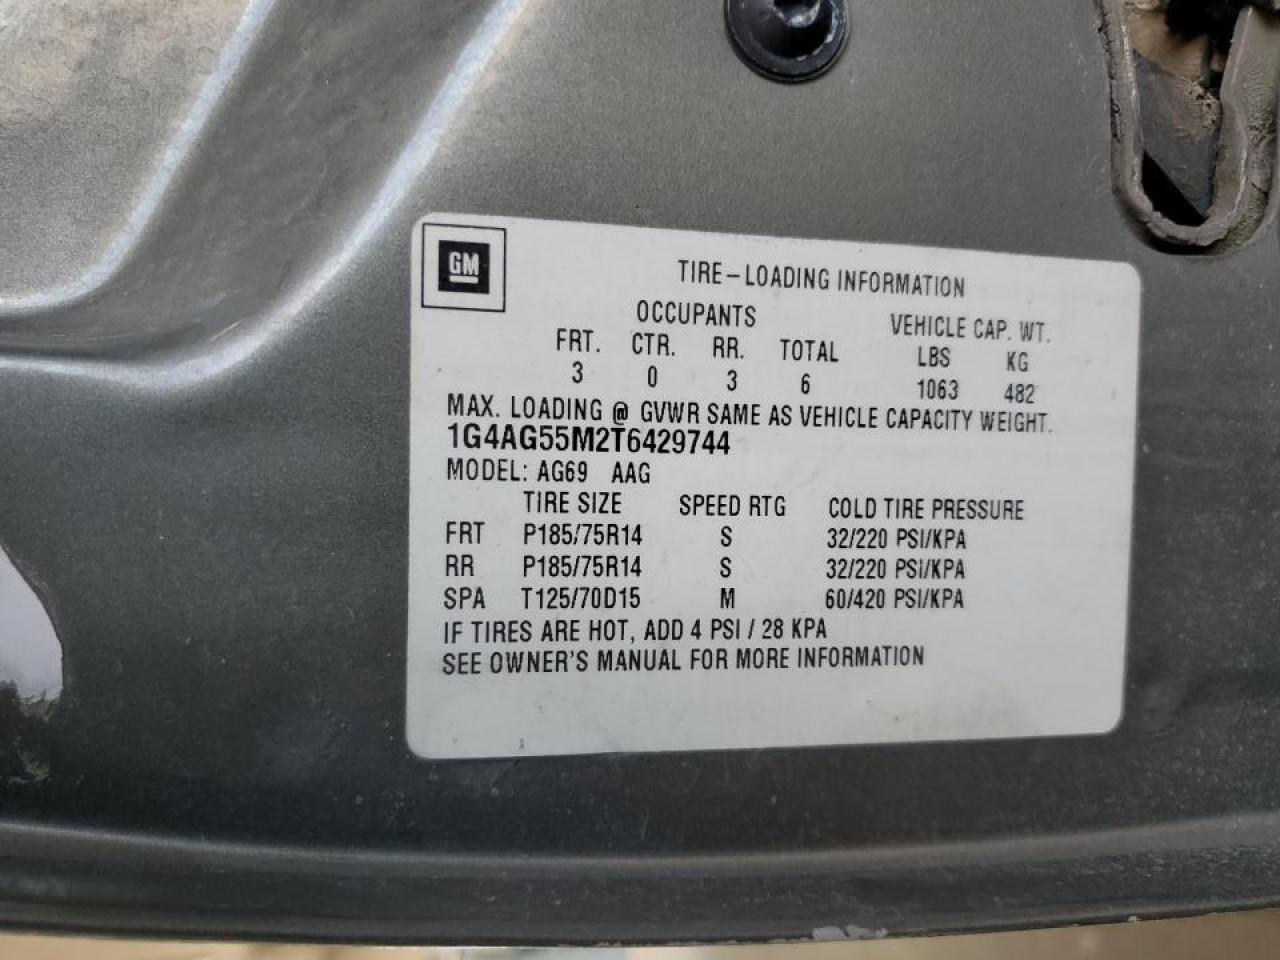 GM
TIRE-LOADING INFORMATION
OCCUPANTS VEHICLE CAP. WT.
FRT. CTR. RR. TOTAL LBS KG
3 0 3 6 1063 482
MAX. LOADING @ GVWR SAME AS VEHICLE CAPACITY WEIGHT.
1G4AG55M2T6429744
MODEL: AG69 AAG
TIRE SIZE SPEED RTG COLD TIRE PRESSURE
FRT P185/75R14 S 32/220 PSI/KPA
RR P185/75R14 S 32/220 PSI/KPA
SPA T125/70D15 M 60/420 PSI/KPA
IF TIRES ARE HOT, ADD 4 PSI / 28 KPA
SEE OWNER'S MANUAL FOR MORE INFORMATION